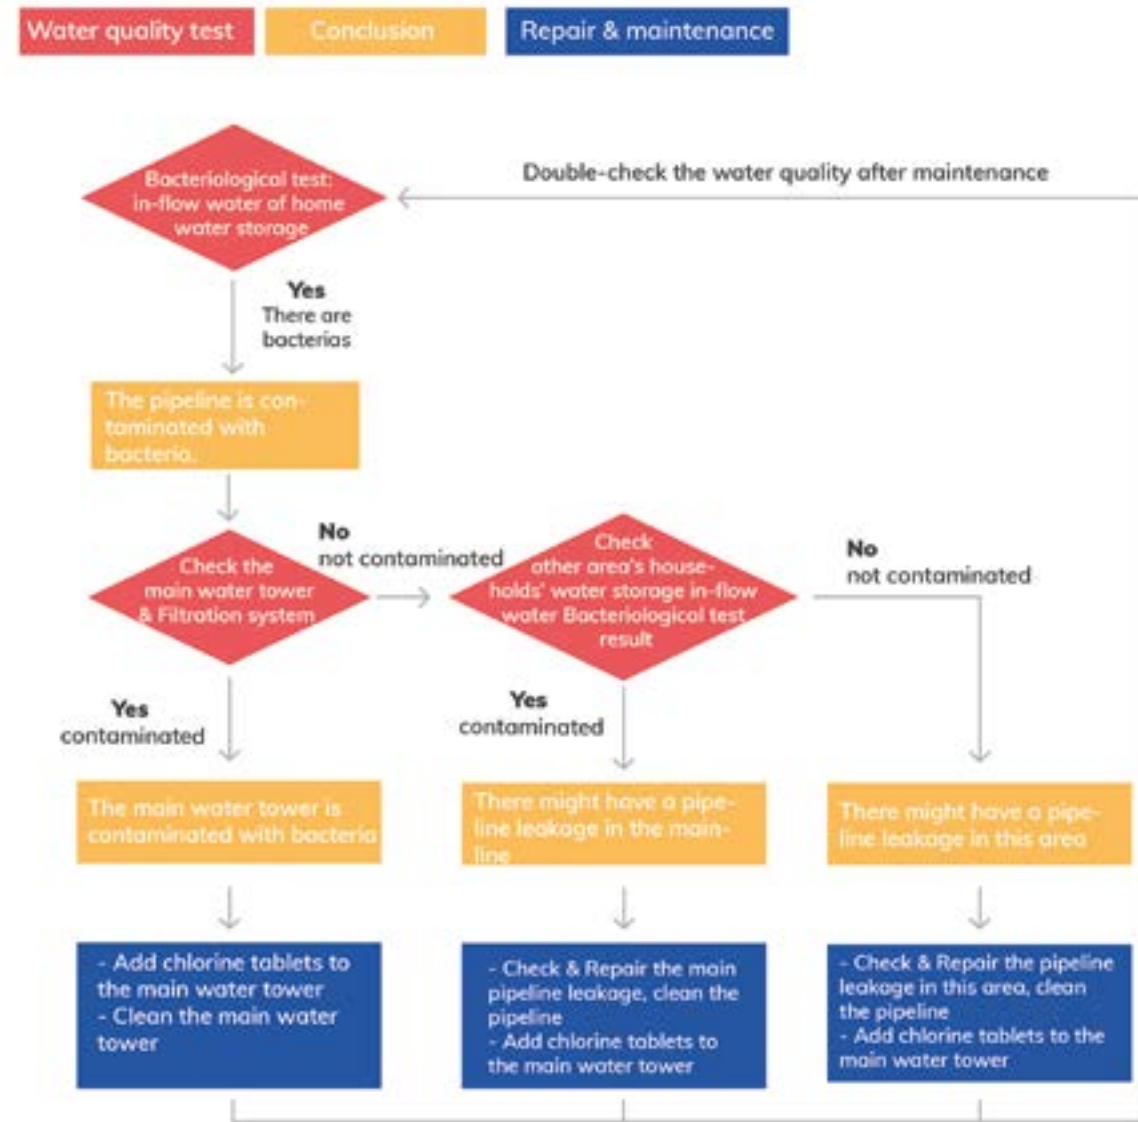 Water quality test
Conclusion
Repair & maintenance
Double-check the water quality after maintenance
Bacteriological test:
in-flow water of home
water storage
Yes
There are
bacterias
The pipeline is con-
taminated with
bacteria.
Check the
main water tower
& Filtration system
No
not contaminated
Check
other area's house-
holds' water storage in-flow
water Bacteriological test
result
No
not contaminated
Yes
contaminated
Yes
contaminated
The main water tower is
contaminated with bacteria
There might have a pipe-
line leakage in the main-
line
There might have a pipe-
line leakage in this area
- Add chlorine tablets to
the main water tower
- Clean the main water
tower
- Check & Repair the main
pipeline leakage, clean the
pipeline
- Add chlorine tablets to
the main water tower
- Check & Repair the pipeline
leakage in this area, clean
the pipeline
- Add chlorine tablets to the
main water tower